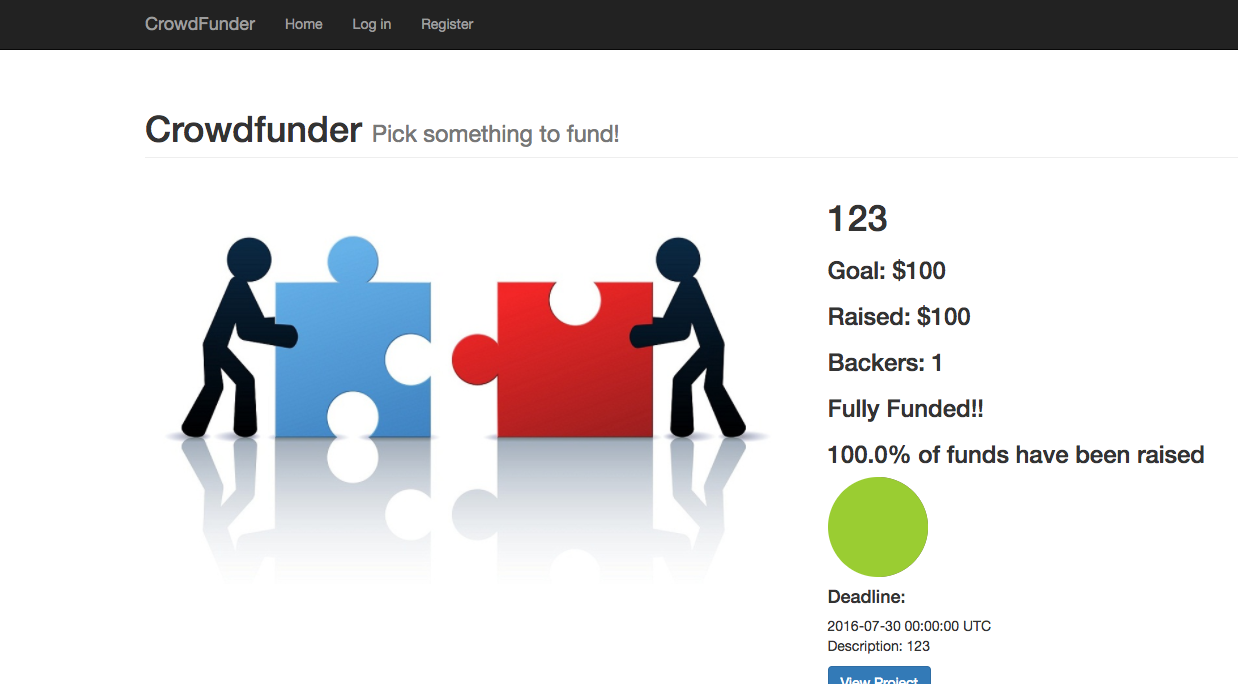 CrowdFunder Home Log in Register
Crowdfunder Pick something to fund!
123
Goal: $100
Raised: $100
Backers: 1
Fully Funded!!
100.0% of funds have been raised
Deadline:
2016-07-30 00:00:00 UTC
Description: 123
View Project